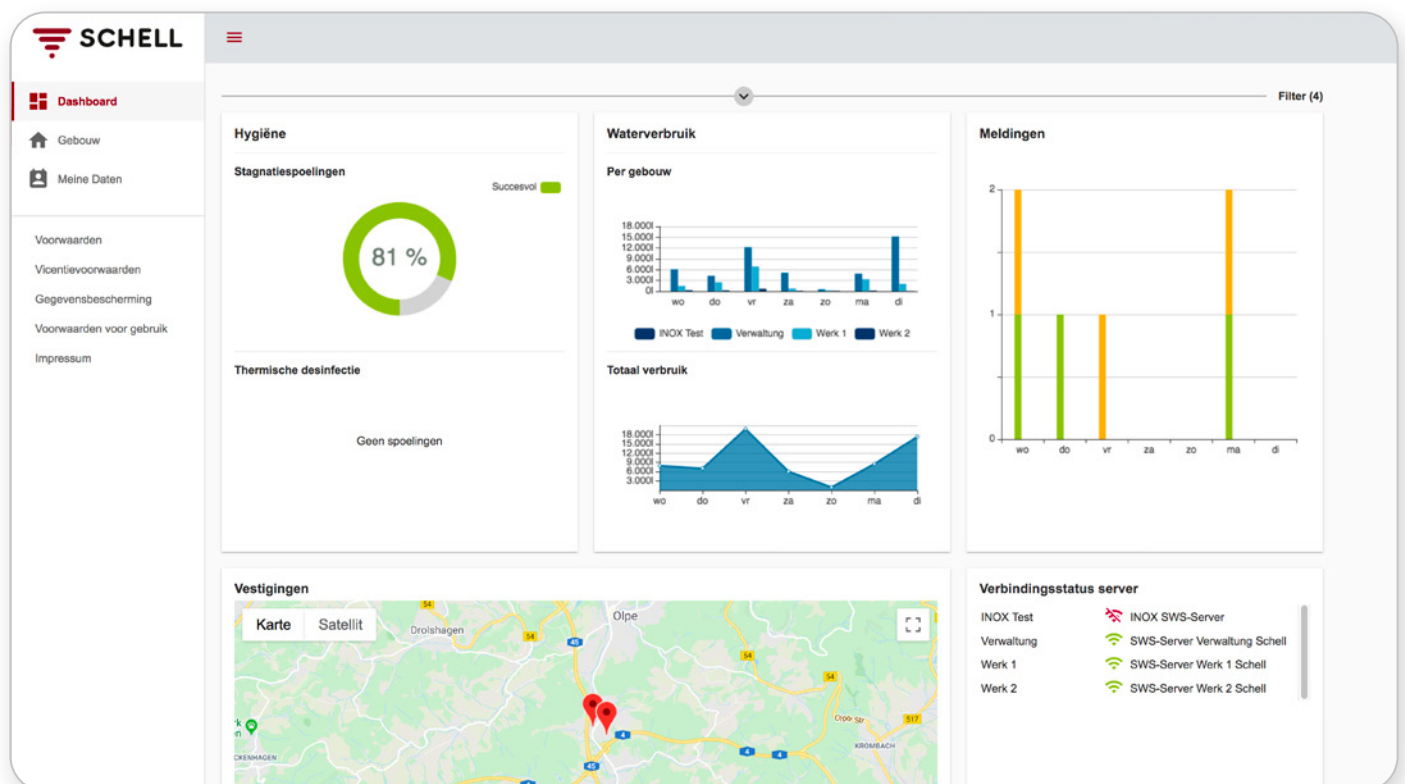 SCHELL
Dashboard
Gebouw
Meine Daten
Voorwaarden
Vicentievoorwaarden
Gegevensbescherming
Voorwaarden voor gebruik
Impressum
Filter (4)
Hygiëne
Stagnatiespoelingen
Succesvol
81 %
Thermische desinfectie
Geen spoelingen
Waterverbruik
Per gebouw
18.000l
15.000l
12.000l
9.000l
6.000l
3.000l
0l
wo do vr za zo ma di
INOX Test Verwaltung Werk 1 Werk 2
Totaal verbruik
18.000l
15.000l
12.000l
9.000l
6.000l
3.000l
wo do vr za zo ma di
Meldingen
2
1
0
wo do vr za zo ma di
Vestigingen
Karte Satellit
54
Drolshagen
Olpe
45
54
54
54
517
KROMBACH
4
4
4
45
CKENHAGEN
Verbindingsstatus server
INOX Test INOX SWS-Server
Verwaltung SWS-Server Verwaltung Schell
Werk 1 SWS-Server Werk 1 Schell
Werk 2 SWS-Server Werk 2 Schell